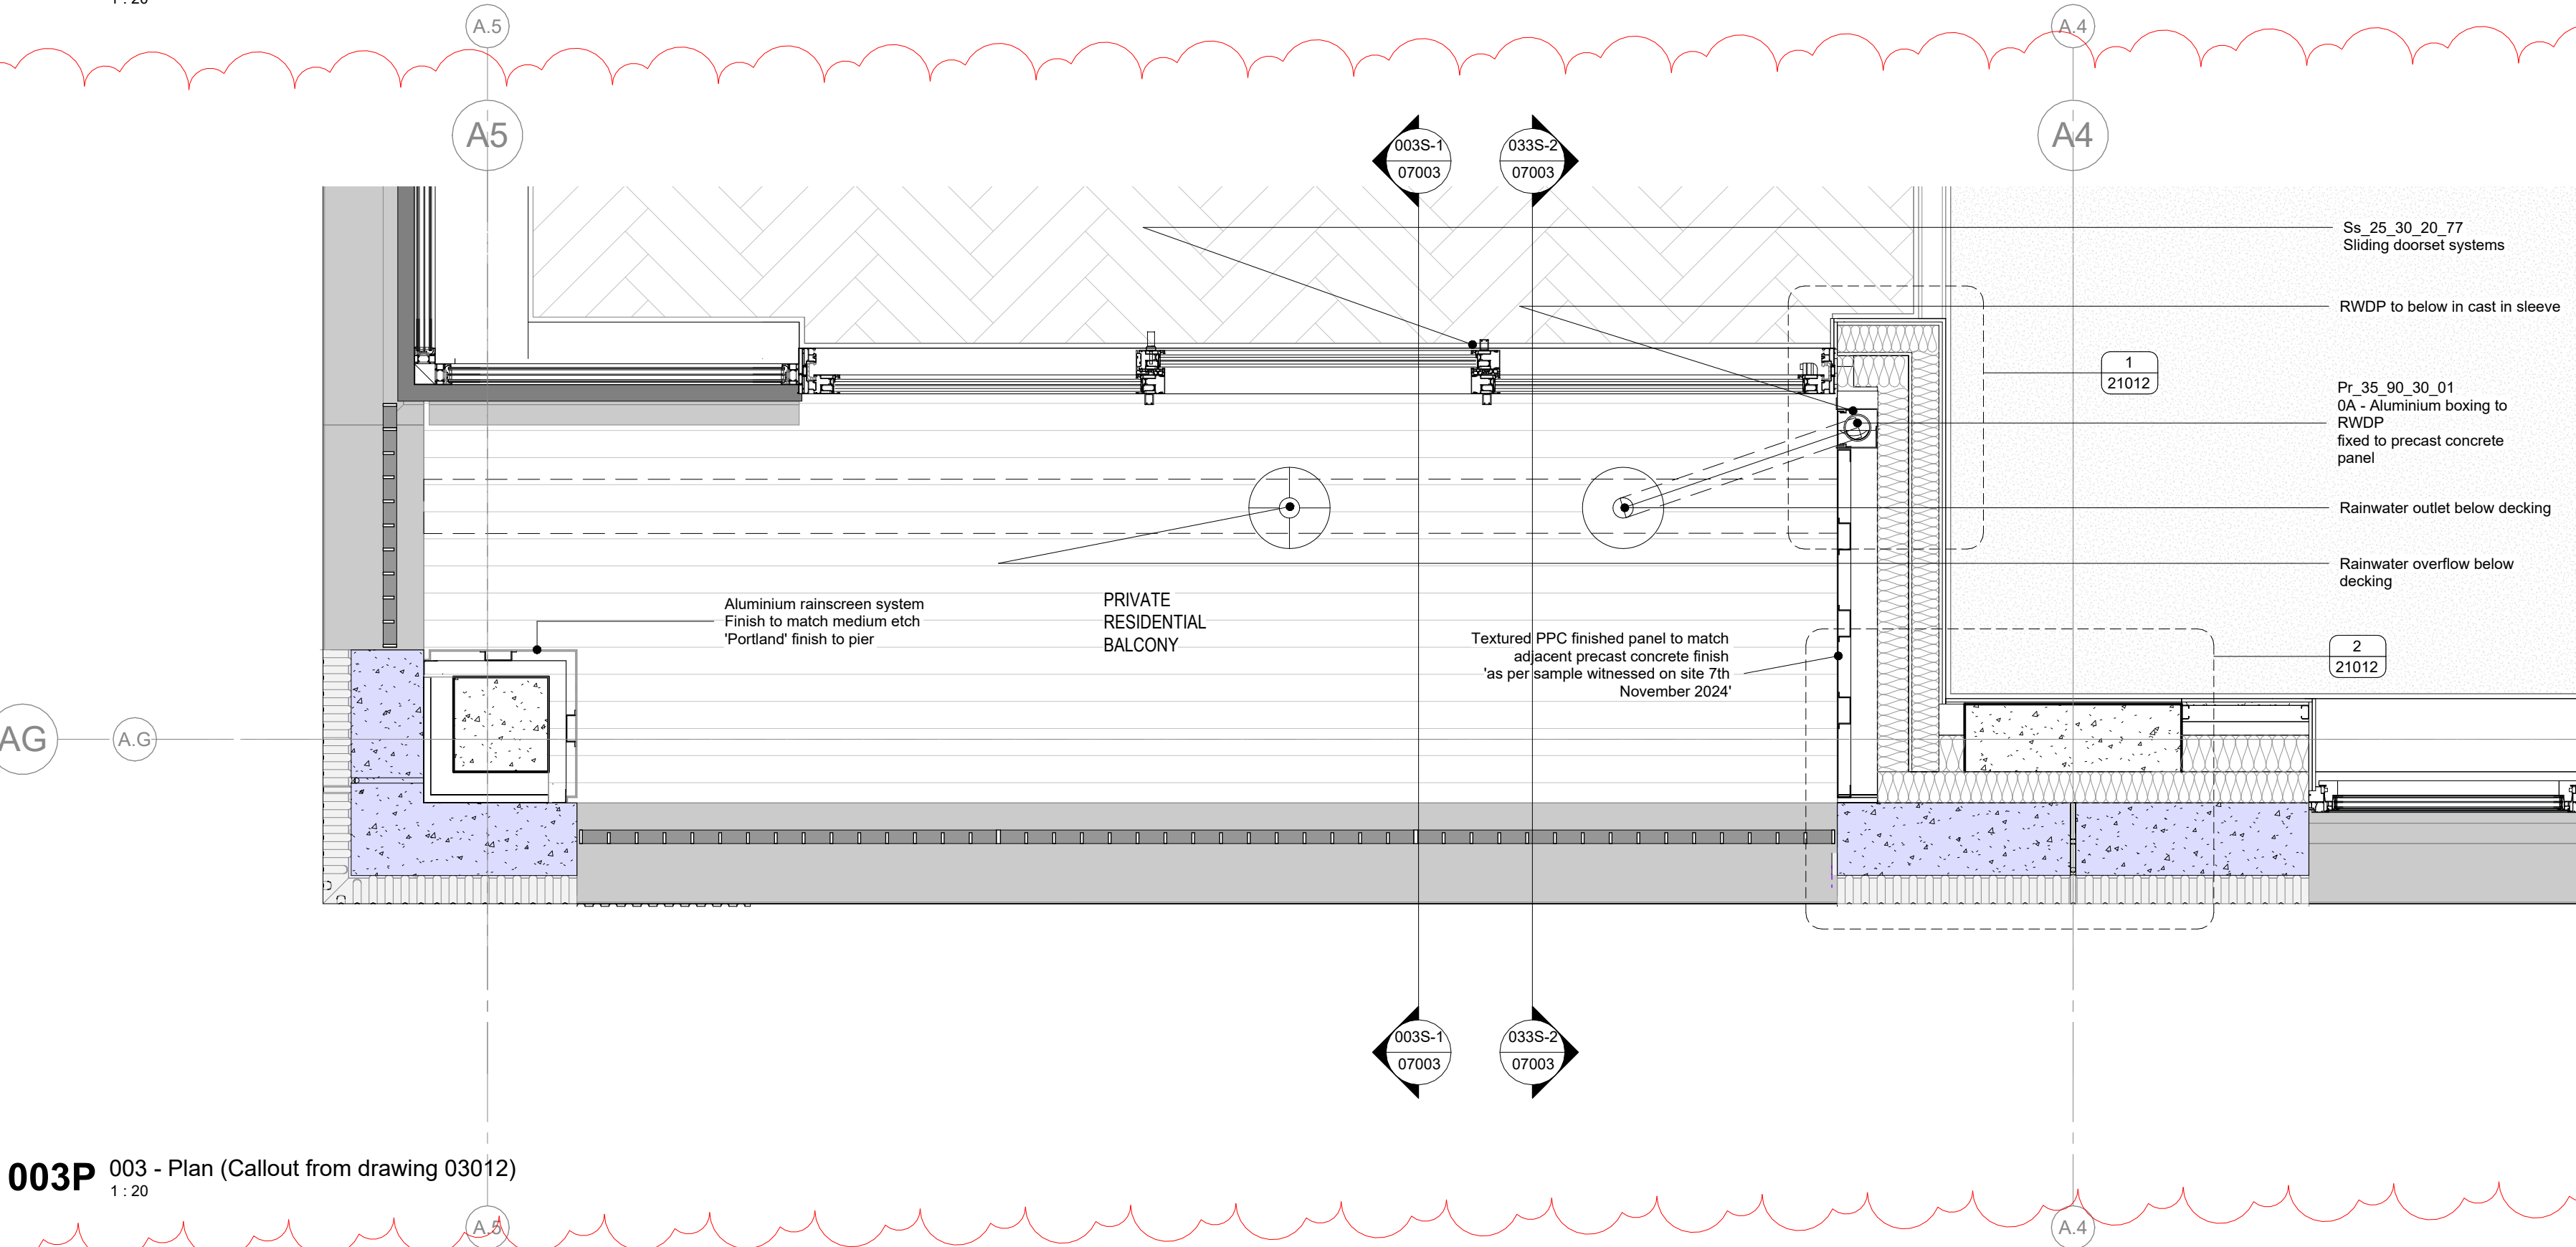 1 : 20
A.5
A.4
A5
A4
003S-1
07003
033S-2
07003
Ss_25_30_20_77
Sliding doorset systems
RWDP to below in cast in sleeve
1
21012
Pr_35_90_30_01
0A - Aluminium boxing to
RWDP
fixed to precast concrete
panel
Rainwater outlet below decking
Rainwater overflow below
decking
Aluminium rainscreen system
Finish to match medium etch
'Portland' finish to pier
PRIVATE
RESIDENTIAL
BALCONY
Textured PPC finished panel to match
adjacent precast concrete finish
'as per sample witnessed on site 7th
November 2024'
2
21012
AG
A.G
003S-1
07003
033S-2
07003
003P
003 - Plan (Callout from drawing 03012)
1 : 20
A.5
A.4